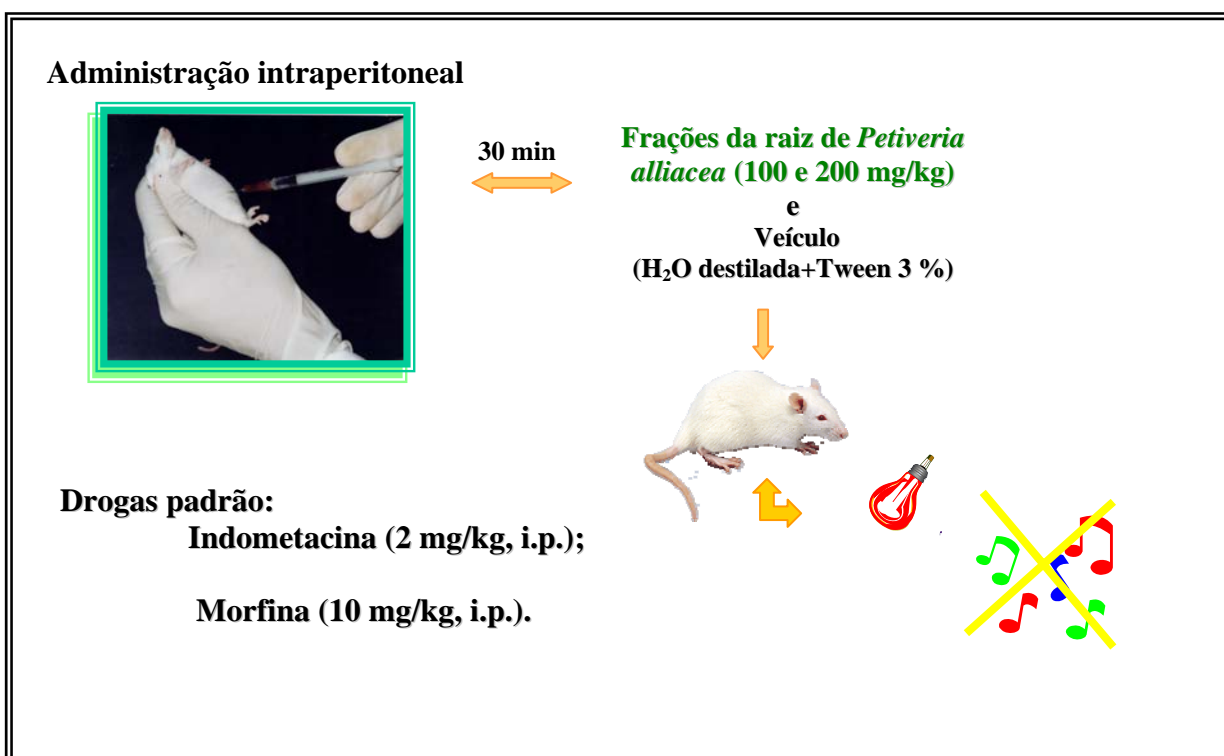 Administração intraperitoneal
30 min
Frações da raiz de Petiveria
alliacea (100 e 200 mg/kg)
e
Veículo
(H₂O destilada+Tween 3 %)
Drogas padrão:
Indometacina (2 mg/kg, i.p.);
Morfina (10 mg/kg, i.p.).